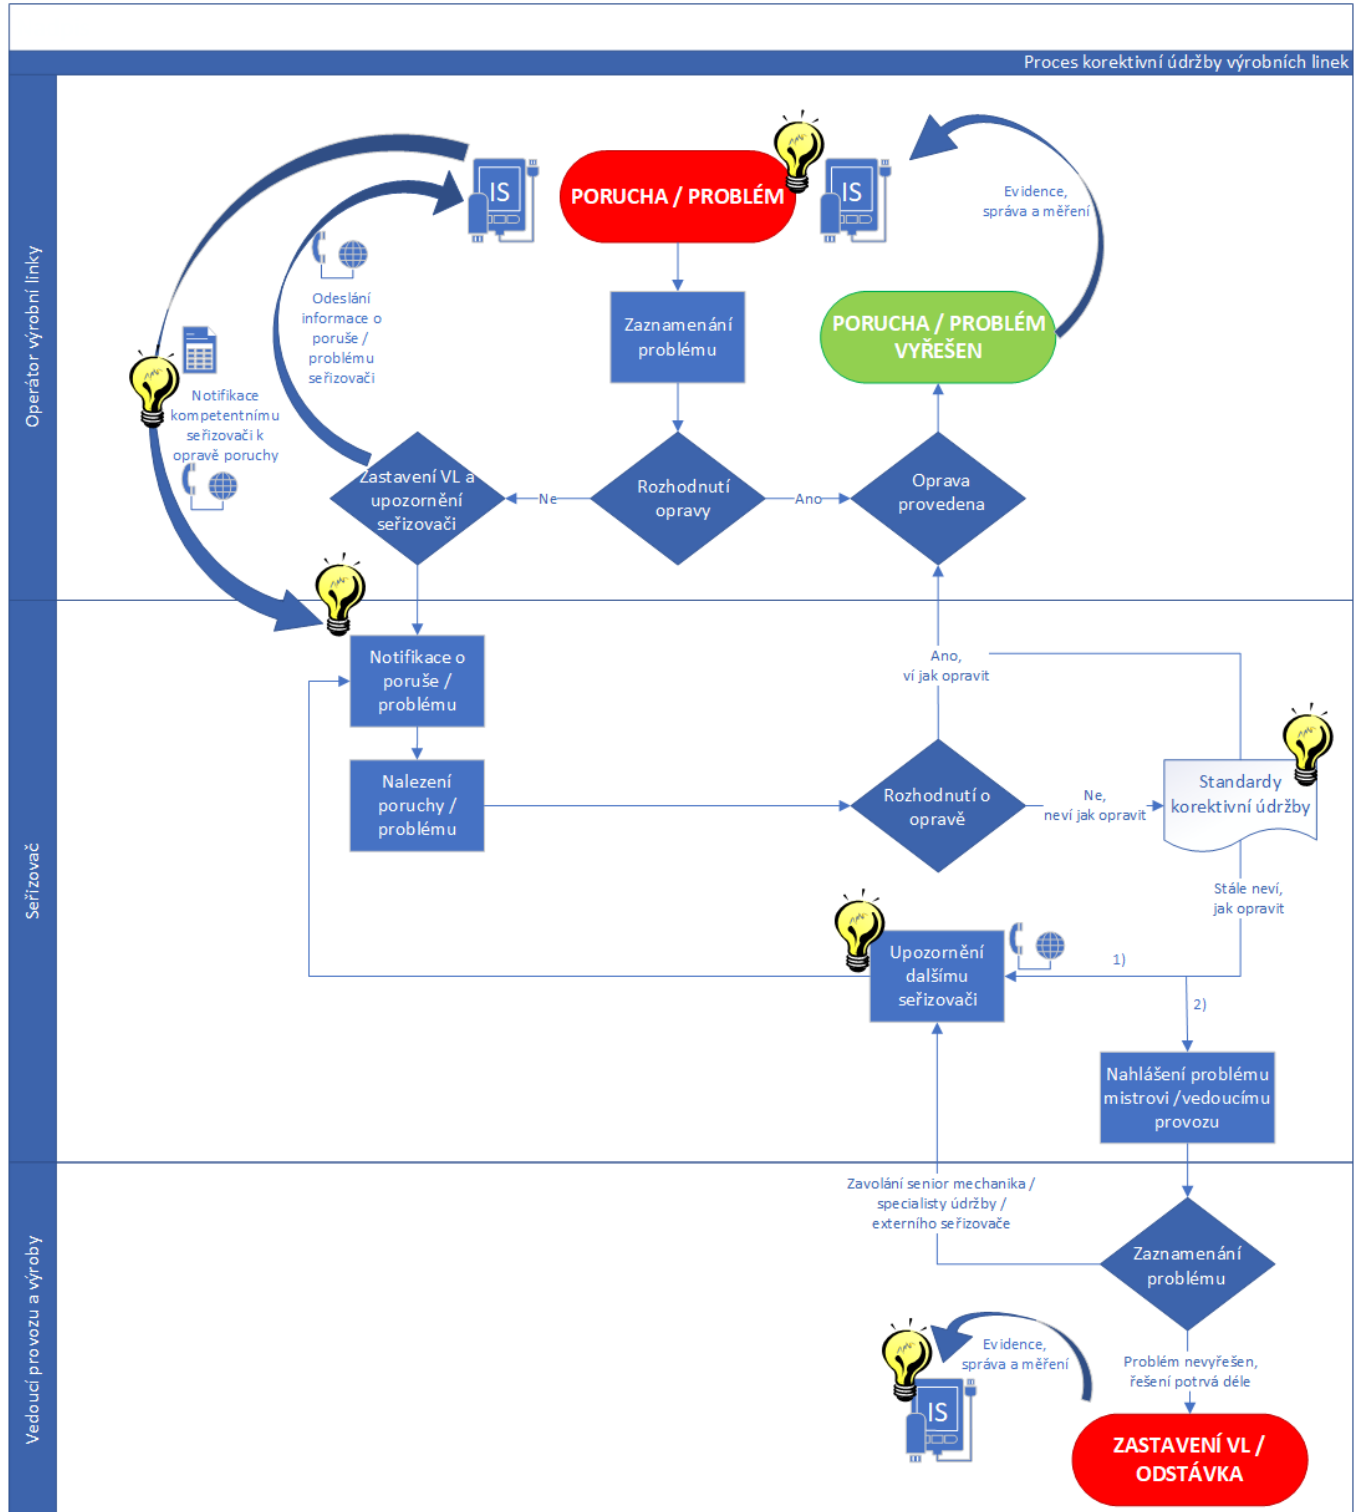 Proces korektivní údržby výrobních linek
Operátor výrobní linky
IS
PORUCHA / PROBLÉM
IS
Evidence,
správa a měření
Odeslání
informace o
poruše /
problému
seřizovači
Zaznamenání
problému
PORUCHA / PROBLÉM
VYŘEŠEN
Notifikace
kompetentnímu
seřizovači k
opravě poruchy
Zastavení VL a
upozornění
seřizovači
Ne
Rozhodnutí
opravy
Ano
Oprava
provedena
Seřizovač
Notifikace o
poruše /
problému
Ano,
ví jak opravit
Nalezení
poruchy /
problému
Rozhodnutí o
opravě
Ne,
neví jak opravit
Standardy
korektivní údržby
Stále neví,
jak opravit
Upozornění
dalšímu
seřizovači
1)
2)
Nahlášení problému
mistrovi / vedoucímu
provozu
Vedoucí provozu a výroby
Zavolání senior mechanika /
specialisty údržby /
externího seřizovače
Zaznamenání
problému
Evidence,
správa a měření
IS
Problém nevyřešen,
řešení potrvá déle
ZASTAVENÍ VL /
ODSTÁVKA